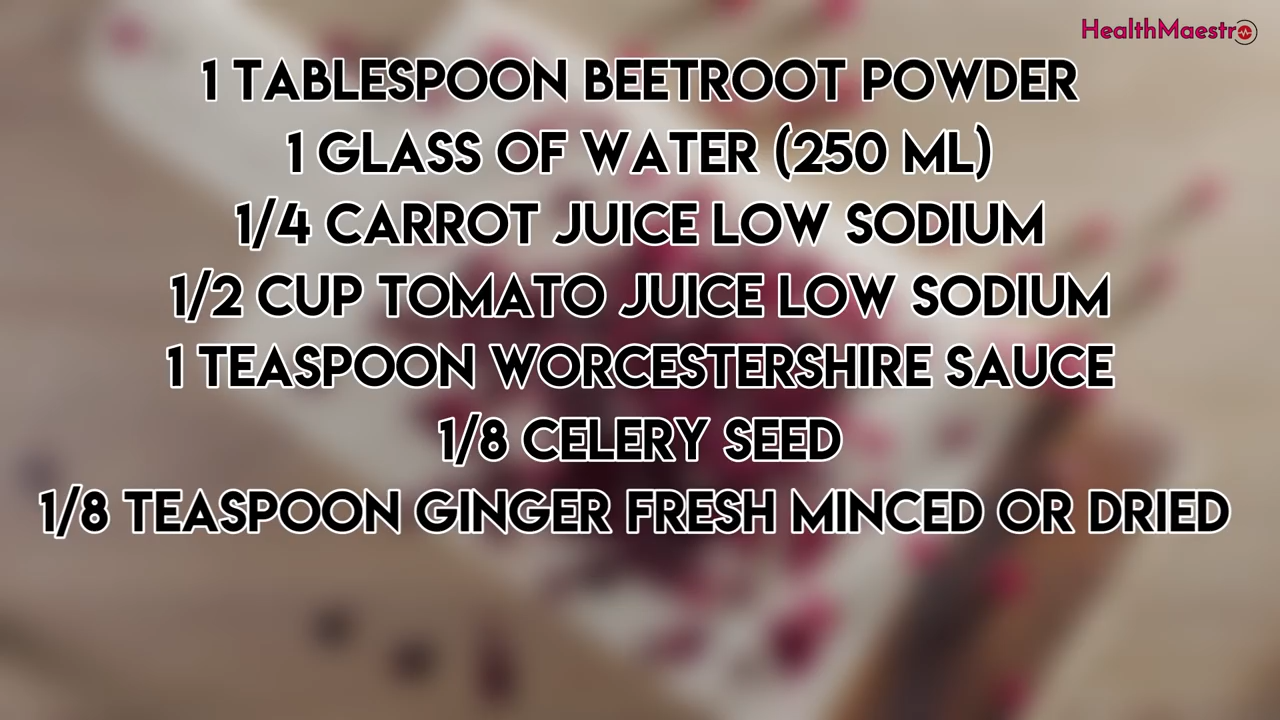 HealthMaestro
1 TABLESPOON BEETROOT POWDER
1 GLASS OF WATER (250 ML)
1/4 CARROT JUICE LOW SODIUM
1/2 CUP TOMATO JUICE LOW SODIUM
1 TEASPOON WORCESTERSHIRE SAUCE
1/8 CELERY SEED
1/8 TEASPOON GINGER FRESH MINCED OR DRIED